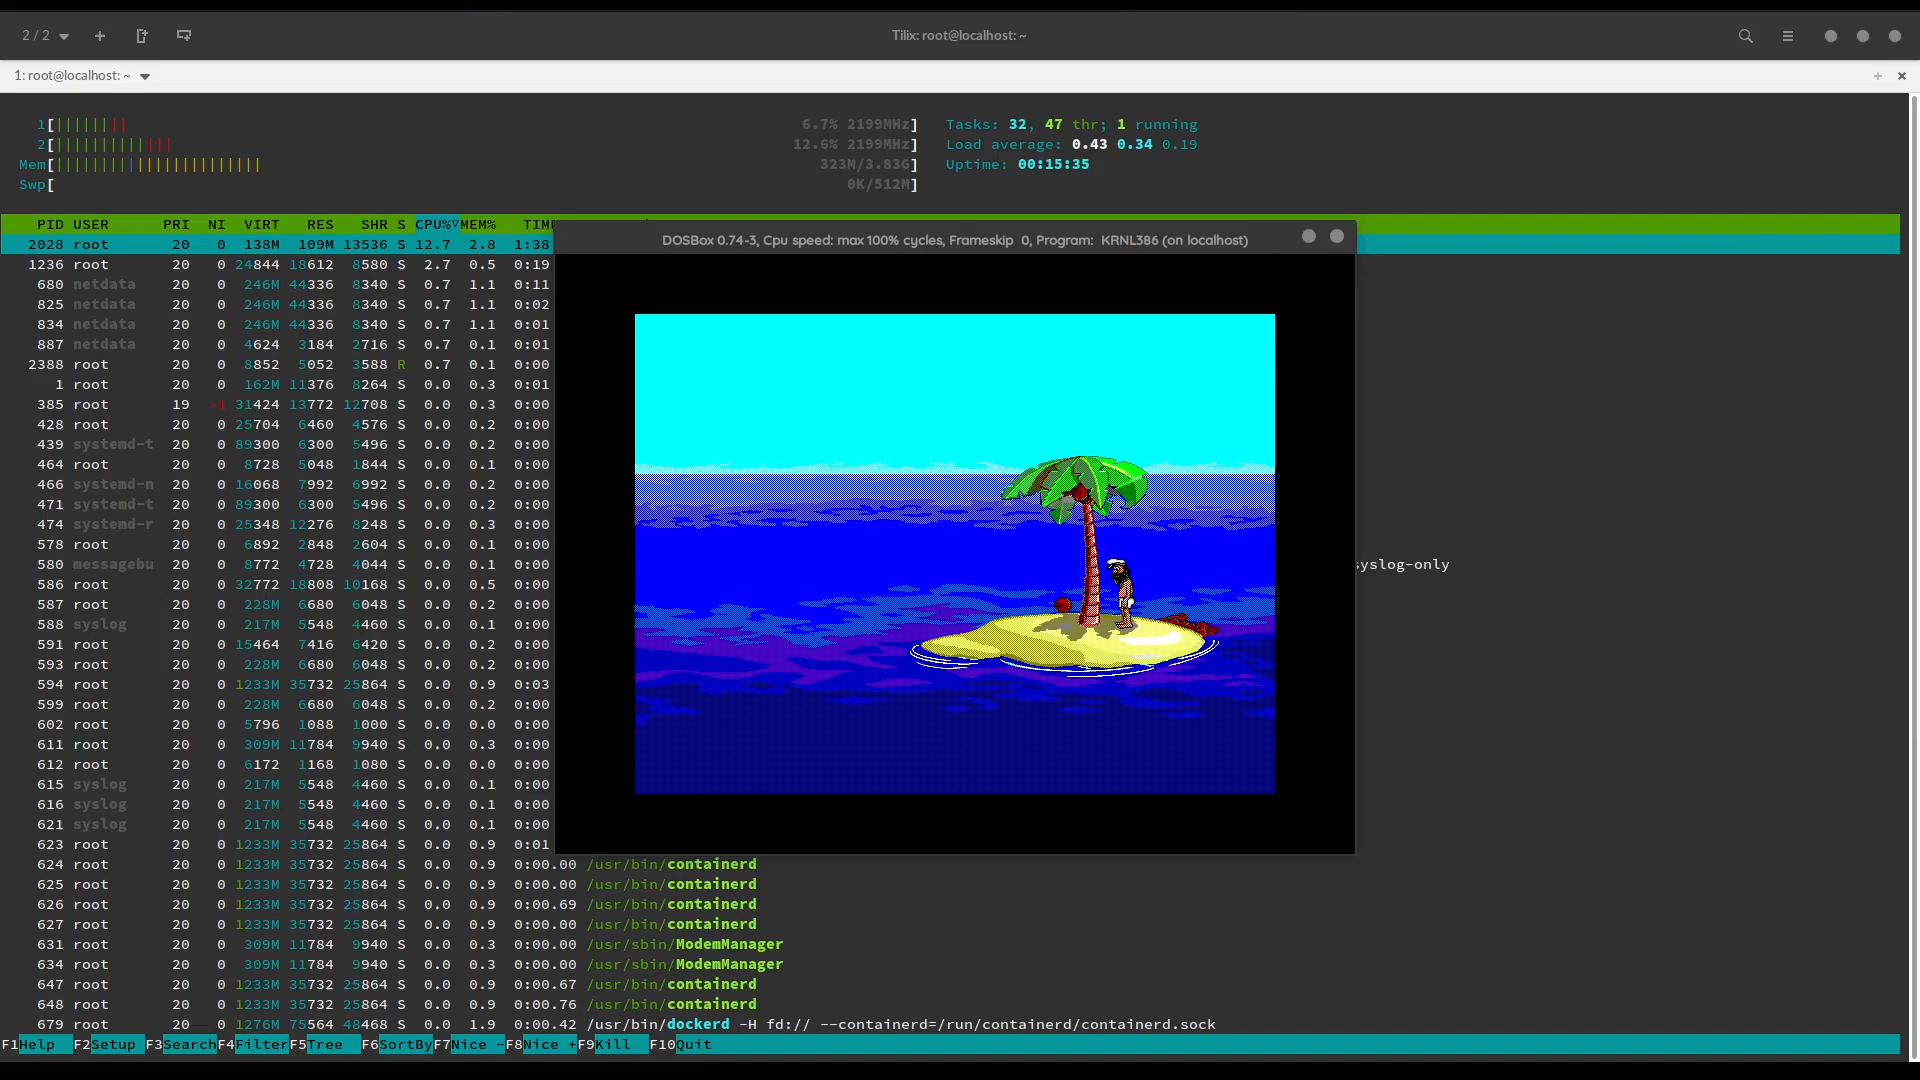 2 / 2
Tilix: root@localhost: ~
1: root@localhost: ~
1[|||||||| 6.7% 2199MHz] Tasks: 32, 47 thr; 1 running
2[||||||||||||| 12.6% 2199MHz] Load average: 0.43 0.34 0.19
Mem[||||||||||||||||||||||| 323M/3.83G] Uptime: 00:15:35
Swp[ 0K/512M]
PID USER PRI NI VIRT RES SHR S CPU%▽MEM% TIM
DOSBox 0.74-3, Cpu speed: max 100% cycles, Frameskip 0, Program: KRNL386 (on localhost)
2028 root 20 0 138M 109M 13536 S 12.7 2.8 1:38
1236 root 20 0 24844 18612 8580 S 2.7 0.5 0:19
680 netdata 20 0 246M 44336 8340 S 0.7 1.1 0:11
825 netdata 20 0 246M 44336 8340 S 0.7 1.1 0:02
834 netdata 20 0 246M 44336 8340 S 0.7 1.1 0:01
887 netdata 20 0 4624 3184 2716 S 0.7 0.1 0:01
2388 root 20 0 8852 5052 3588 R 0.7 0.1 0:00
1 root 20 0 162M 11376 8264 S 0.0 0.3 0:01
385 root 19 -1 31424 13772 12708 S 0.0 0.3 0:00
428 root 20 0 25704 6460 4576 S 0.0 0.2 0:00
439 systemd-t 20 0 89300 6300 5496 S 0.0 0.2 0:00
464 root 20 0 8728 5048 1844 S 0.0 0.1 0:00
466 systemd-n 20 0 16068 7992 6992 S 0.0 0.2 0:00
471 systemd-t 20 0 89300 6300 5496 S 0.0 0.2 0:00
474 systemd-r 20 0 25348 12276 8248 S 0.0 0.3 0:00
578 root 20 0 6892 2848 2604 S 0.0 0.1 0:00
580 messagebu 20 0 8772 4728 4044 S 0.0 0.1 0:00 syslog-only
586 root 20 0 32772 18808 10168 S 0.0 0.5 0:00
587 root 20 0 228M 6680 6048 S 0.0 0.2 0:00
588 syslog 20 0 217M 5548 4460 S 0.0 0.1 0:00
591 root 20 0 15464 7416 6420 S 0.0 0.2 0:00
593 root 20 0 228M 6680 6048 S 0.0 0.2 0:00
594 root 20 0 1233M 35732 25864 S 0.0 0.9 0:03
599 root 20 0 228M 6680 6048 S 0.0 0.2 0:00
602 root 20 0 5796 1088 1000 S 0.0 0.0 0:00
611 root 20 0 309M 11784 9940 S 0.0 0.3 0:00
612 root 20 0 6172 1168 1080 S 0.0 0.0 0:00
615 syslog 20 0 217M 5548 4460 S 0.0 0.1 0:00
616 syslog 20 0 217M 5548 4460 S 0.0 0.1 0:00
621 syslog 20 0 217M 5548 4460 S 0.0 0.1 0:00
623 root 20 0 1233M 35732 25864 S 0.0 0.9 0:01
624 root 20 0 1233M 35732 25864 S 0.0 0.9 0:00.00 /usr/bin/containerd
625 root 20 0 1233M 35732 25864 S 0.0 0.9 0:00.00 /usr/bin/containerd
626 root 20 0 1233M 35732 25864 S 0.0 0.9 0:00.69 /usr/bin/containerd
627 root 20 0 1233M 35732 25864 S 0.0 0.9 0:00.00 /usr/bin/containerd
631 root 20 0 309M 11784 9940 S 0.0 0.3 0:00.00 /usr/sbin/ModemManager
634 root 20 0 309M 11784 9940 S 0.0 0.3 0:00.00 /usr/sbin/ModemManager
647 root 20 0 1233M 35732 25864 S 0.0 0.9 0:00.67 /usr/bin/containerd
648 root 20 0 1233M 35732 25864 S 0.0 0.9 0:00.76 /usr/bin/containerd
679 root 20 0 1276M 75564 48468 S 0.0 1.9 0:00.42 /usr/bin/dockerd -H fd:// --containerd=/run/containerd/containerd.sock
F1Help F2Setup F3SearchF4FilterF5Tree F6SortByF7Nice -F8Nice +F9Kill F10Quit